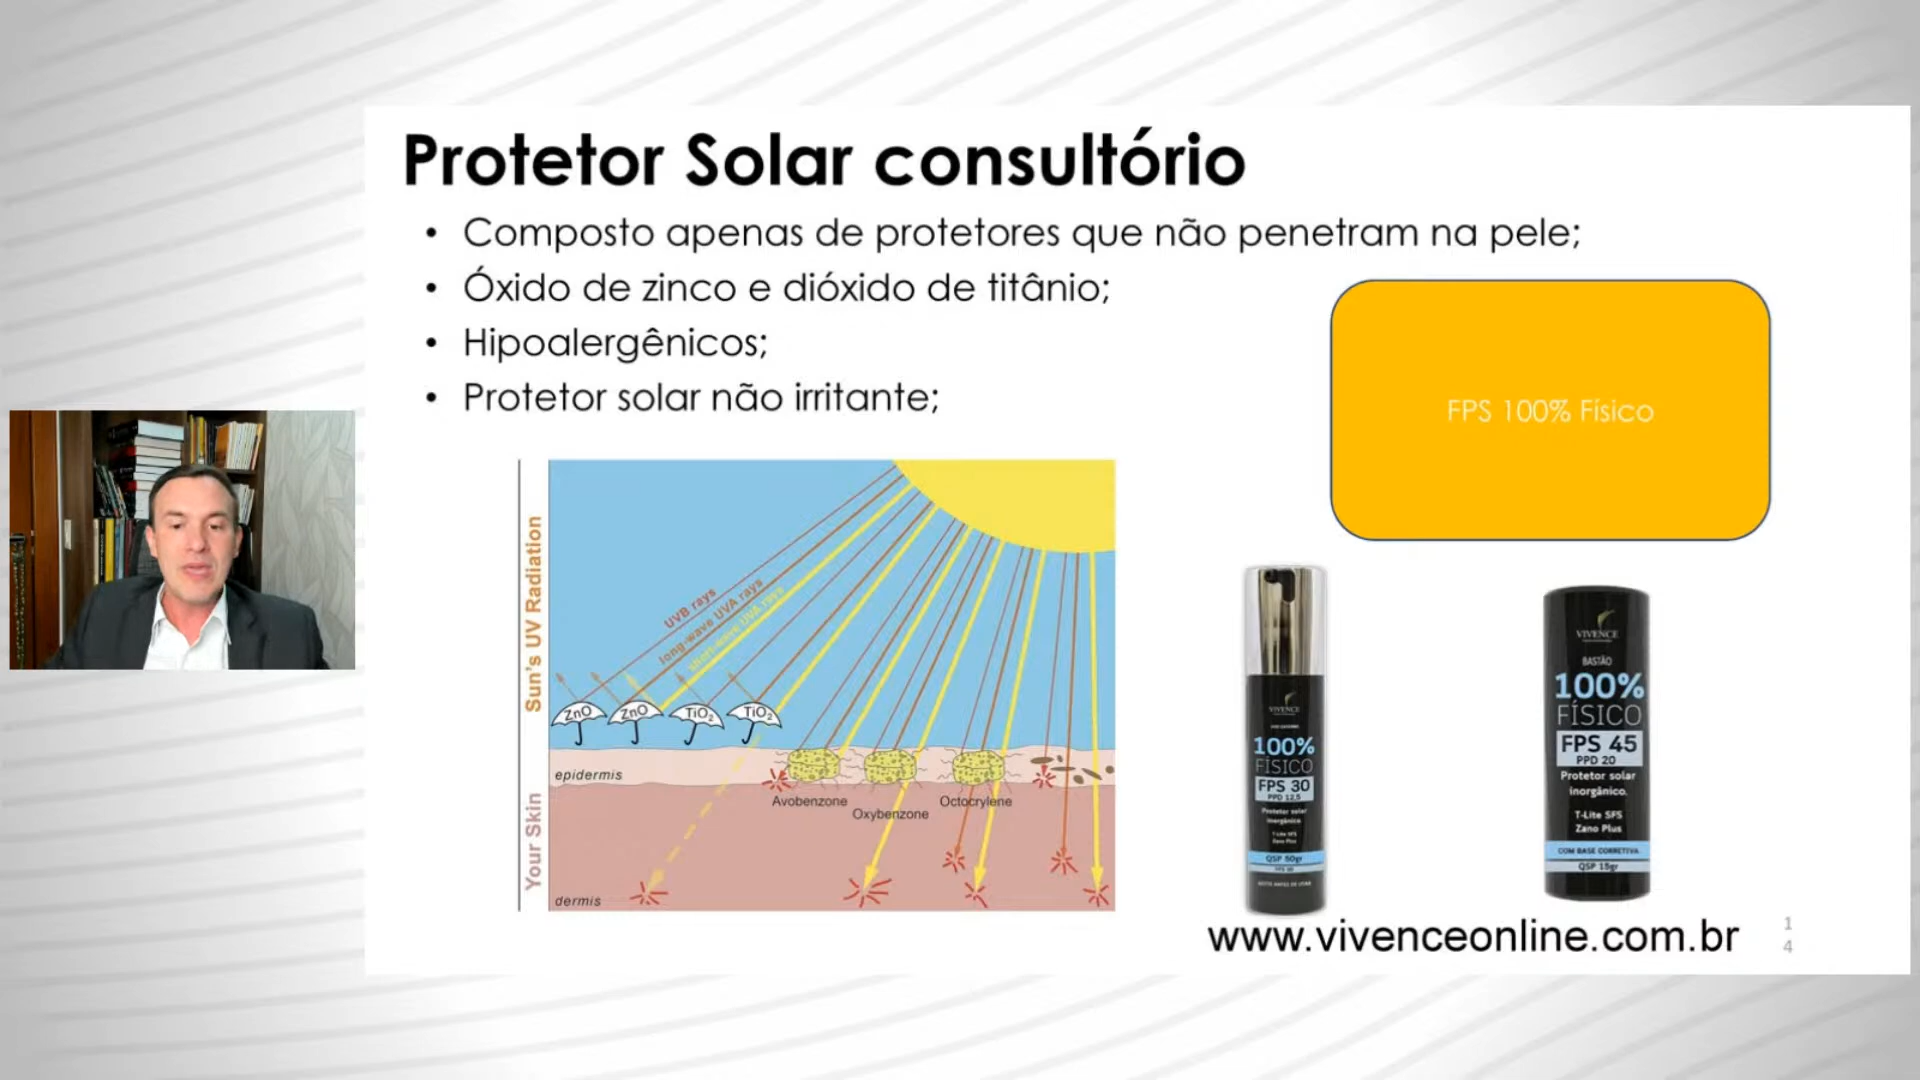 Protetor Solar consultório
• Composto apenas de protetores que não penetram na pele;
• Óxido de zinco e dióxido de titânio;
• Hipoalergênicos;
• Protetor solar não irritante;
FPS 100% Físico
Sun's UV Radiation
Your Skin
UVB rays
long-wave UVA rays
short-wave UVA rays
ZnO
ZnO
TiO2
TiO2
epidermis
Avobenzone
Oxybenzone
Octocrylene
dermis
VIVENCE
100%
FÍSICO
FPS 30
PPD 12,5
Protetor solar
inorgânico
T-Lite SFS
Zano Plus
QSP 50gr
VIVENCE
BASTÃO
100%
FÍSICO
FPS 45
PPD 20
Protetor solar
inorgânico.
T-Lite SFS
Zano Plus
COM BASE CORRETIVA
QSP 15gr
www.vivenceonline.com.br
1
4